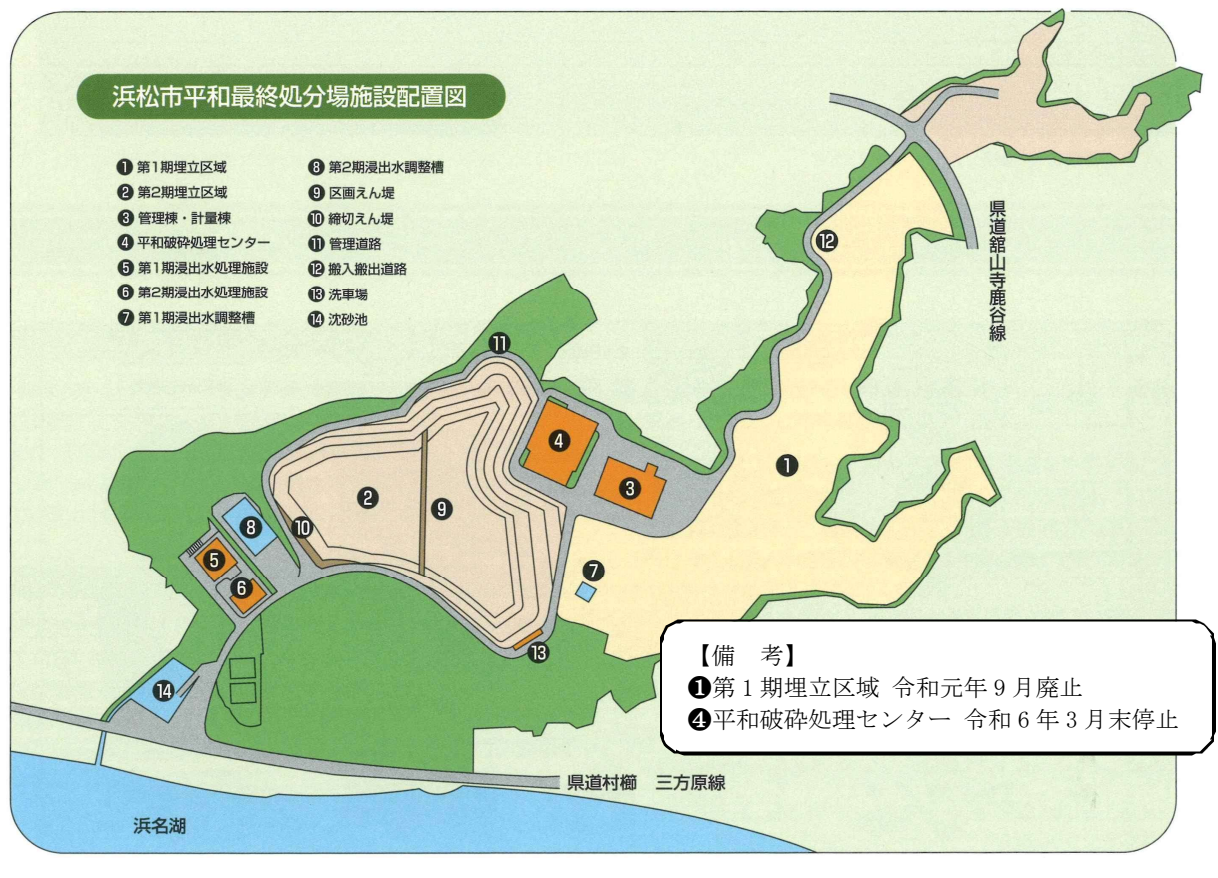 浜松市平和最終処分場施設配置図
❶ 第1期埋立区域
❷ 第2期埋立区域
❸ 管理棟・計量棟
❹ 平和破砕処理センター
❺ 第1期浸出水処理施設
❻ 第2期浸出水処理施設
❼ 第1期浸出水調整槽
❽ 第2期浸出水調整槽
❾ 区画えん堤
❿ 締切えん堤
⓫ 管理道路
⓬ 搬入搬出道路
⓭ 洗車場
⓮ 沈砂池
県道舘山寺鹿谷線
⓬
⓫
❹
❶
❸
❷
❾
❿
❽
❺
❼
❻
⓭
⓮
【備　考】
❶第1期埋立区域 令和元年9月廃止
❹平和破砕処理センター 令和6年3月末停止
県道村櫛　三方原線
浜名湖